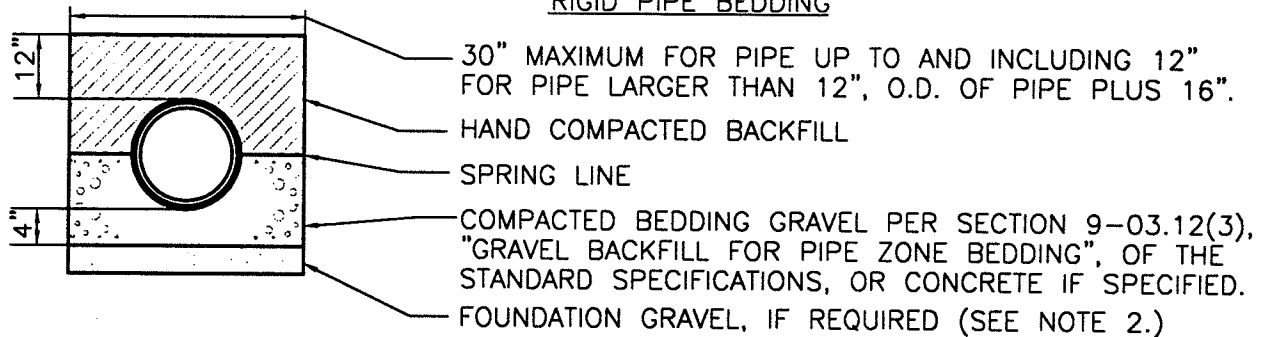 RIGID PIPE BEDDING
12"
30" MAXIMUM FOR PIPE UP TO AND INCLUDING 12"
FOR PIPE LARGER THAN 12", O.D. OF PIPE PLUS 16".
HAND COMPACTED BACKFILL
SPRING LINE
4"
COMPACTED BEDDING GRAVEL PER SECTION 9-03.12(3),
"GRAVEL BACKFILL FOR PIPE ZONE BEDDING", OF THE
STANDARD SPECIFICATIONS, OR CONCRETE IF SPECIFIED.
FOUNDATION GRAVEL, IF REQUIRED (SEE NOTE 2.)